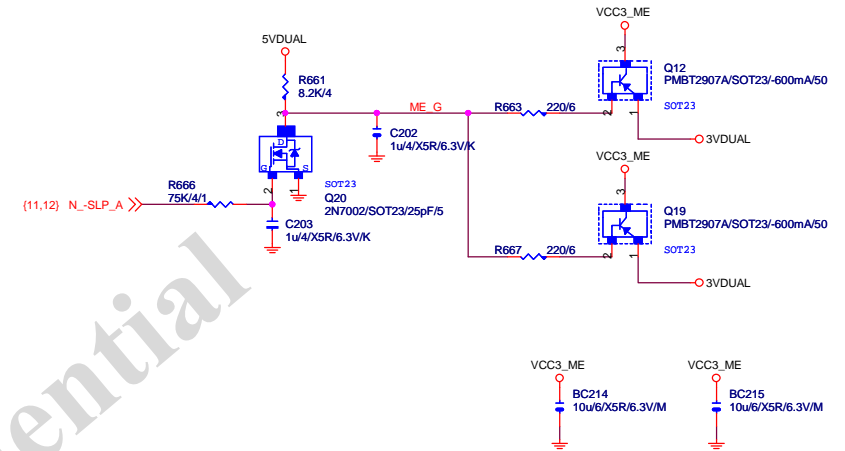 VCC3_ME
5VDUAL
3
Q12
PMBT2907A/SOT23/-600mA/50
R661
8.2K/4
SOT23
2
1
ME_G
R663
220/6
3
3VDUAL
C202
1u/4/X5R/6.3V/K
D
G
S
VCC3_ME
SOT23
3
R666
75K/4/1
2
1
Q20
2N7002/SOT23/25pF/5
Q19
PMBT2907A/SOT23/-600mA/50
{11,12} N_-SLP_A
C203
1u/4/X5R/6.3V/K
SOT23
2
1
R667
220/6
3VDUAL
VCC3_ME
VCC3_ME
BC214
10u/6/X5R/6.3V/M
BC215
10u/6/X5R/6.3V/M
ential